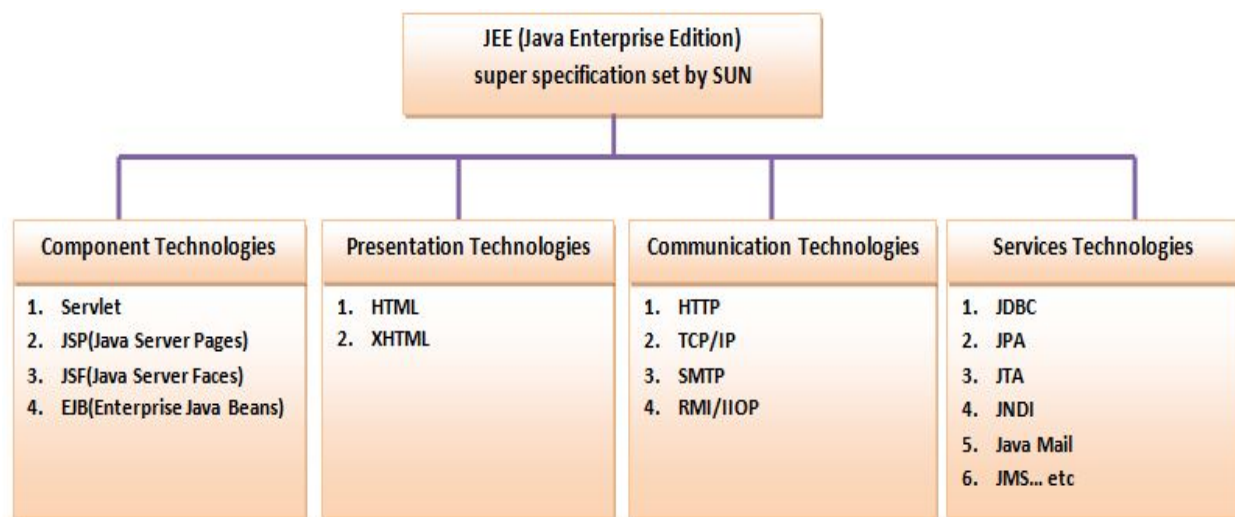 JEE (Java Enterprise Edition)
super specification set by SUN
Component Technologies
1. Servlet
2. JSP(Java Server Pages)
3. JSF(Java Server Faces)
4. EJB(Enterprise Java Beans)
Presentation Technologies
1. HTML
2. XHTML
Communication Technologies
1. HTTP
2. TCP/IP
3. SMTP
4. RMI/IIOP
Services Technologies
1. JDBC
2. JPA
3. JTA
4. JNDI
5. Java Mail
6. JMS... etc